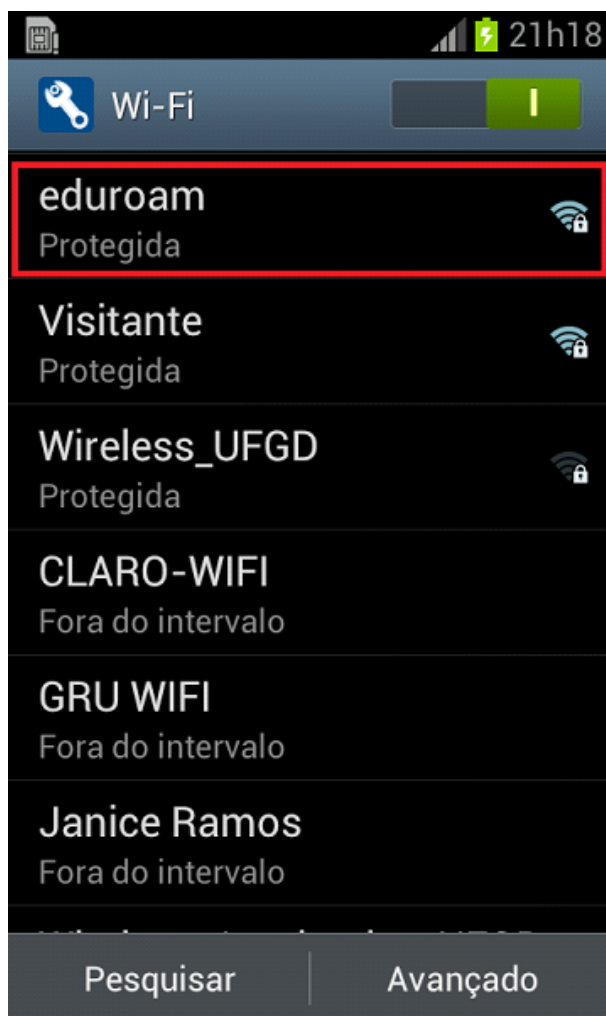 21h18
Wi-Fi
eduroam
Protegida
Visitante
Protegida
Wireless_UFGD
Protegida
CLARO-WIFI
Fora do intervalo
GRU WIFI
Fora do intervalo
Janice Ramos
Fora do intervalo
Pesquisar
Avançado